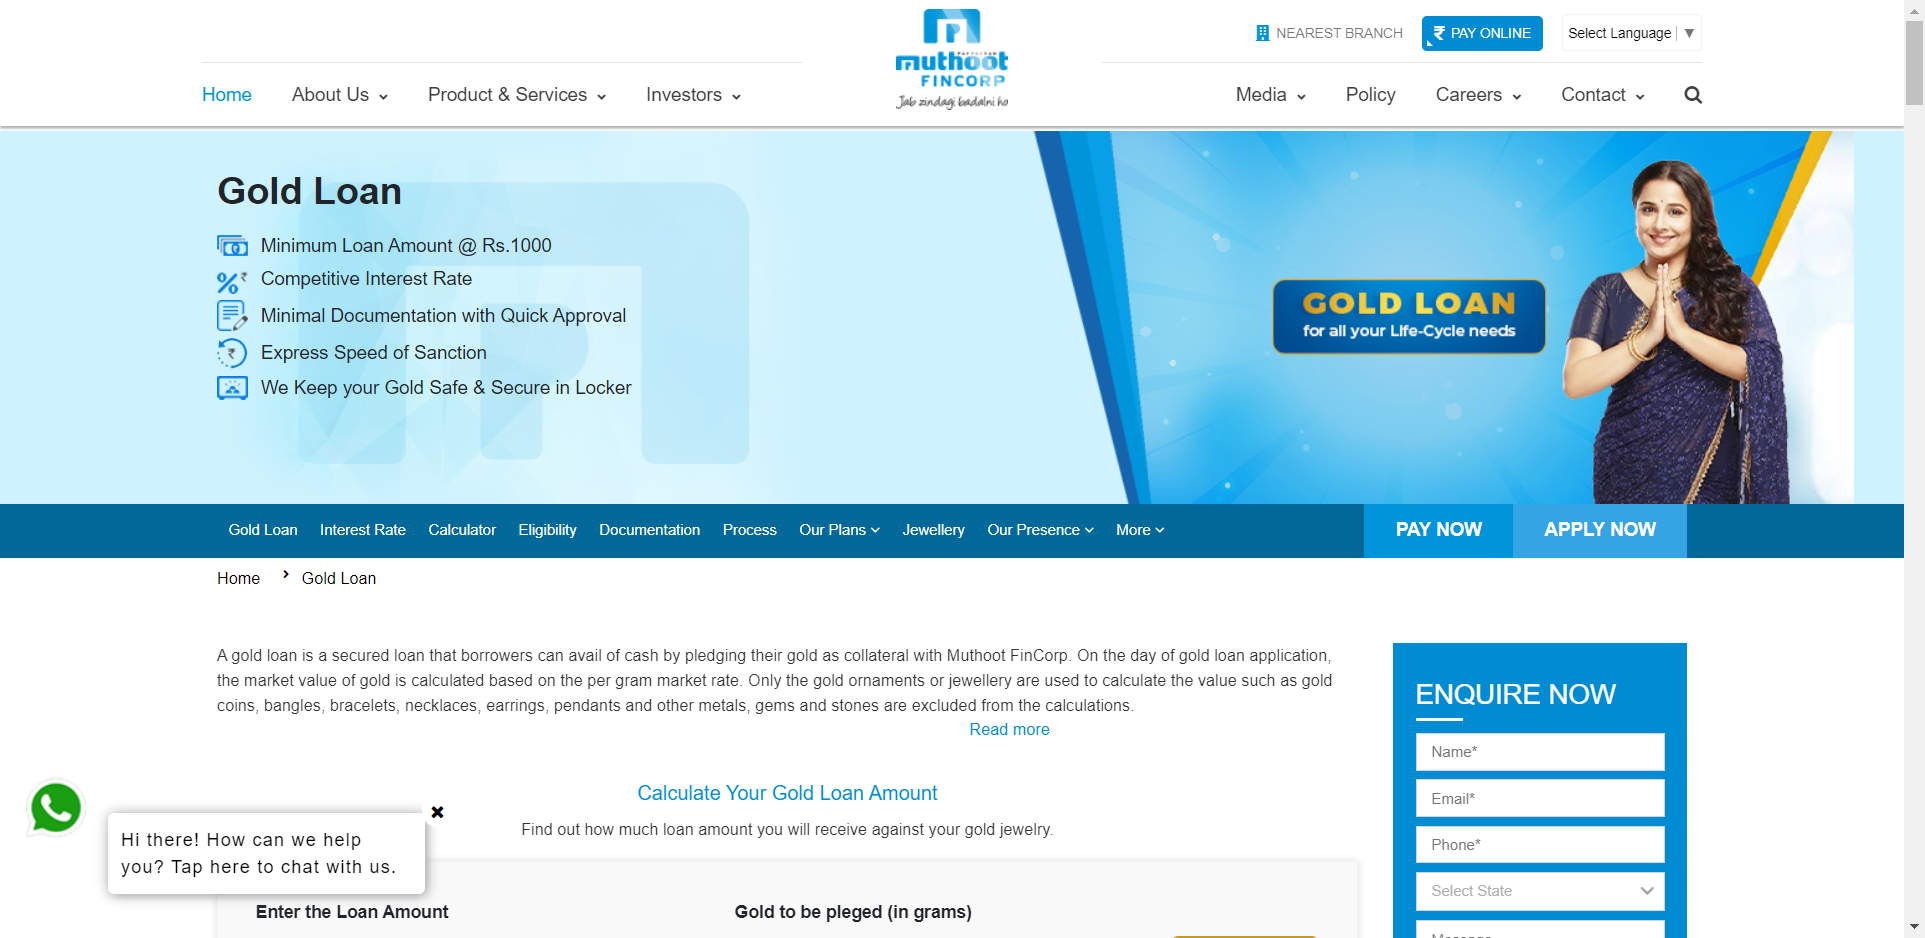 NEAREST BRANCH
₹ PAY ONLINE
Select Language ▼
PAPPACHAN
muthoot
FINCORP
Jab zindagi badalni ho
Home
About Us
Product & Services
Investors
Media
Policy
Careers
Contact
Gold Loan
Minimum Loan Amount @ Rs.1000
Competitive Interest Rate
Minimal Documentation with Quick Approval
Express Speed of Sanction
We Keep your Gold Safe & Secure in Locker
GOLD LOAN
for all your Life-Cycle needs
Gold Loan
Interest Rate
Calculator
Eligibility
Documentation
Process
Our Plans
Jewellery
Our Presence
More
PAY NOW
APPLY NOW
Home › Gold Loan
A gold loan is a secured loan that borrowers can avail of cash by pledging their gold as collateral with Muthoot FinCorp. On the day of gold loan application,
the market value of gold is calculated based on the per gram market rate. Only the gold ornaments or jewellery are used to calculate the value such as gold
coins, bangles, bracelets, necklaces, earrings, pendants and other metals, gems and stones are excluded from the calculations.
Read more
Calculate Your Gold Loan Amount
Find out how much loan amount you will receive against your gold jewelry.
Enter the Loan Amount
Gold to be pleged (in grams)
Hi there! How can we help
you? Tap here to chat with us.
ENQUIRE NOW
Name*
Email*
Phone*
Select State